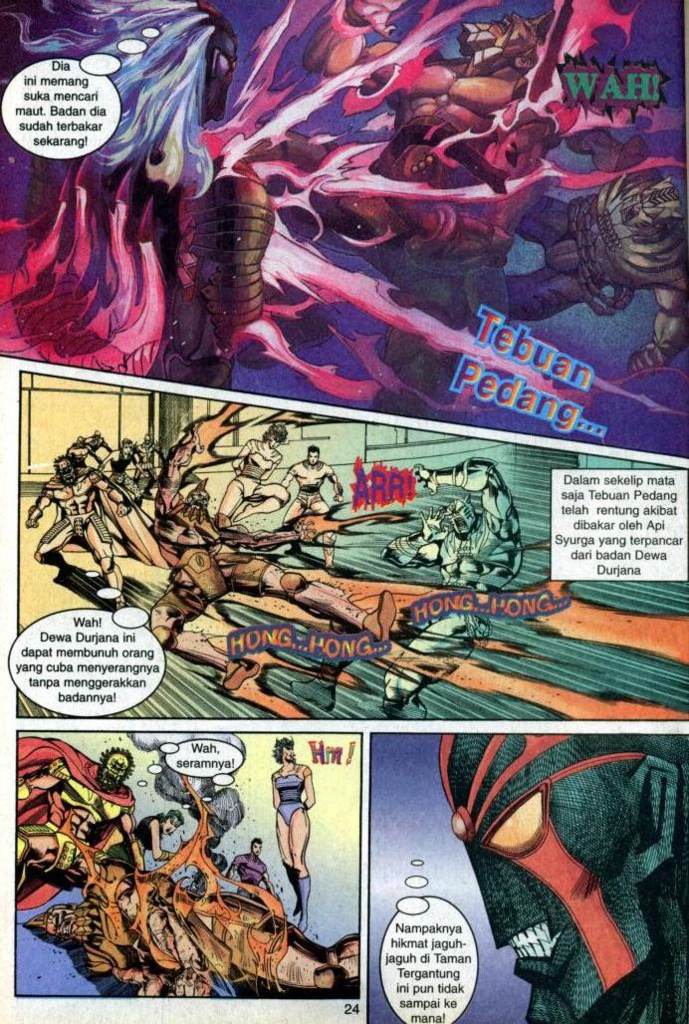 Dia
ini memang
suka mencari
maut. Badan dia
sudah terbakar
sekarang!
WAH!
Tebuan
Pedang...
ARR!
Dalam sekelip mata
saja Tebuan Pedang
telah rentung akibat
dibakar oleh Api
Syurga yang terpancar
dari badan Dewa
Durjana
HONG...HONG...
HONG...HONG...
Wah!
Dewa Durjana ini
dapat membunuh orang
yang cuba menyerangnya
tanpa menggerakkan
badannya!
Wah,
seramnya!
Hm!
Nampaknya
hikmat jaguh-
jaguh di Taman
Tergantung
ini pun tidak
sampai ke
mana!
24